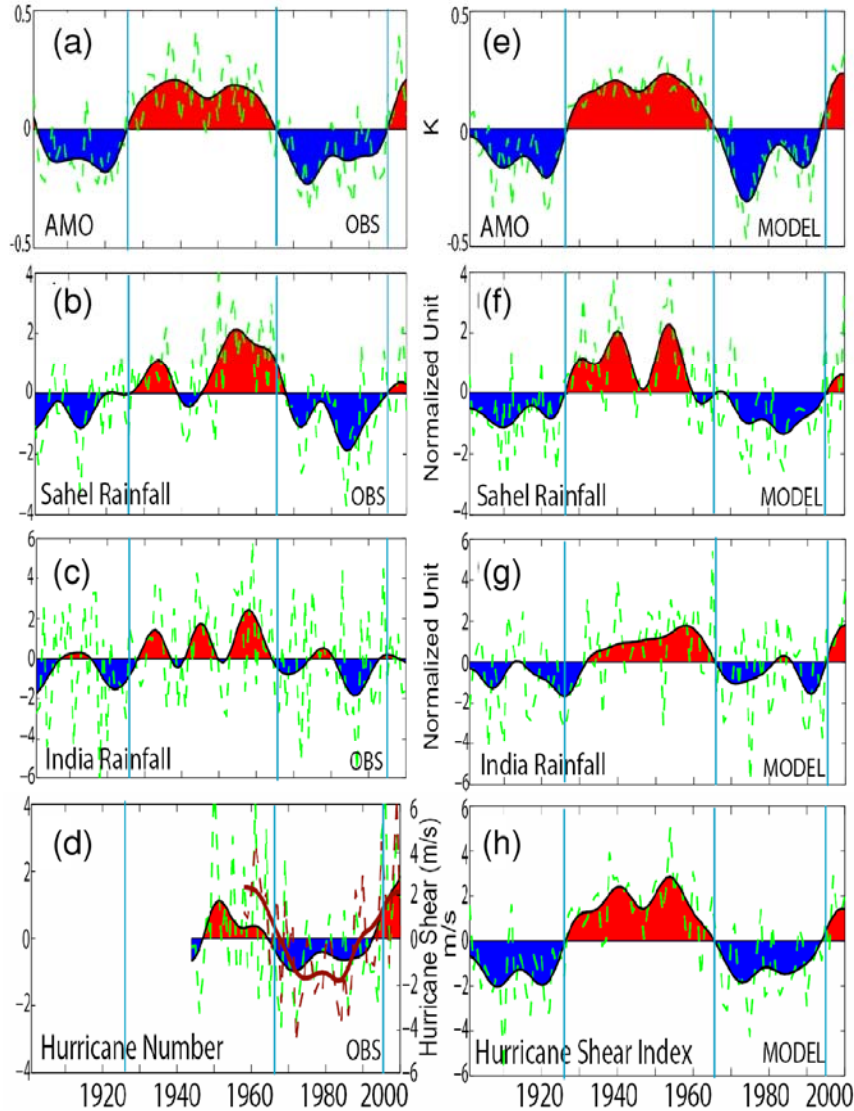 0.5
(a)
0
-0.5
AMO
OBS
0.5
(e)
K
0
-0.5
AMO
MODEL
4
(b)
2
0
−2
−4
Sahel Rainfall
OBS
4
(f)
Normalized Unit
2
0
−2
−4
Sahel Rainfall
MODEL
6
(c)
4
2
0
−2
−4
−6
India Rainfall
OBS
6
(g)
Normalized Unit
4
2
0
−2
−4
−6
India Rainfall
MODEL
4
(d)
2
0
−2
−4
Hurricane Number
OBS
6
4
2
0
−2
−4
−6
Hurricane Shear (m/s)
6
(h)
m/s
4
2
0
−2
−4
−6
Hurricane Shear Index
MODEL
1920 1940 1960 1980 2000
1920 1940 1960 1980 2000